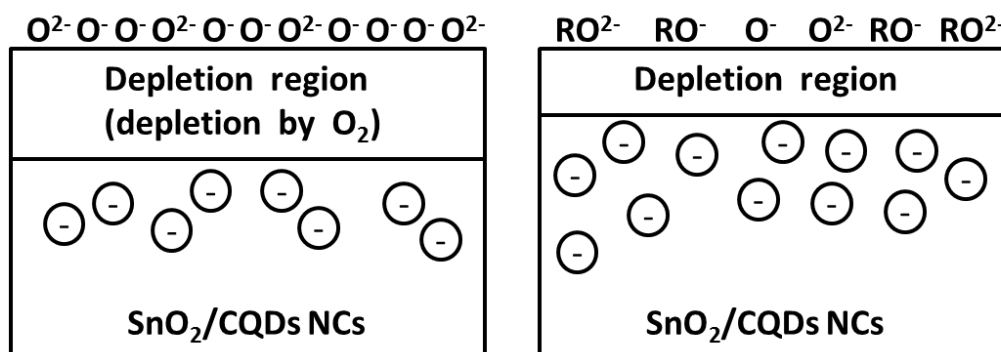 O²⁻ O⁻ O⁻ O²⁻ O⁻ O⁻ O²⁻ O⁻ O⁻ O⁻ O²⁻
Depletion region
(depletion by O₂)
- - - - - - - -
SnO₂/CQDs NCs
RO²⁻ RO⁻ O⁻ O²⁻ RO⁻ RO²⁻
Depletion region
- - - - - - -
- - - -
-
SnO₂/CQDs NCs